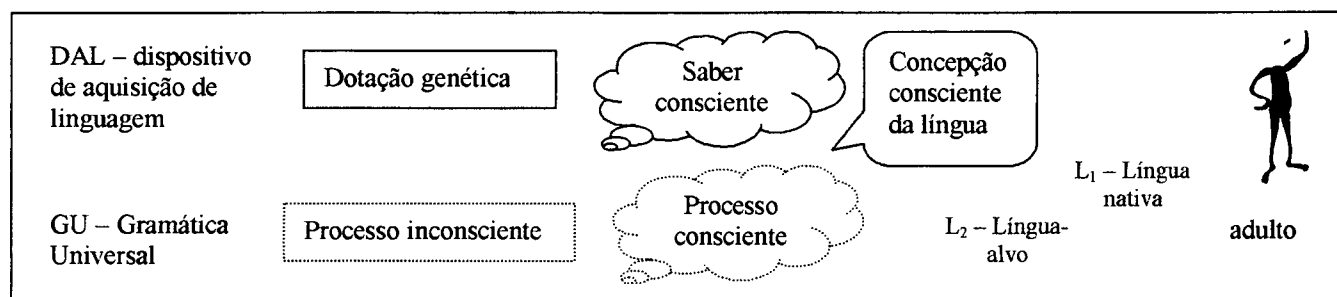 DAL – dispositivo
de aquisição de
linguagem
Dotação genética
Saber
consciente
Concepção
consciente
da língua
L₁ – Língua
nativa
GU – Gramática
Universal
Processo inconsciente
Processo
consciente
L₂ – Língua-
alvo
adulto